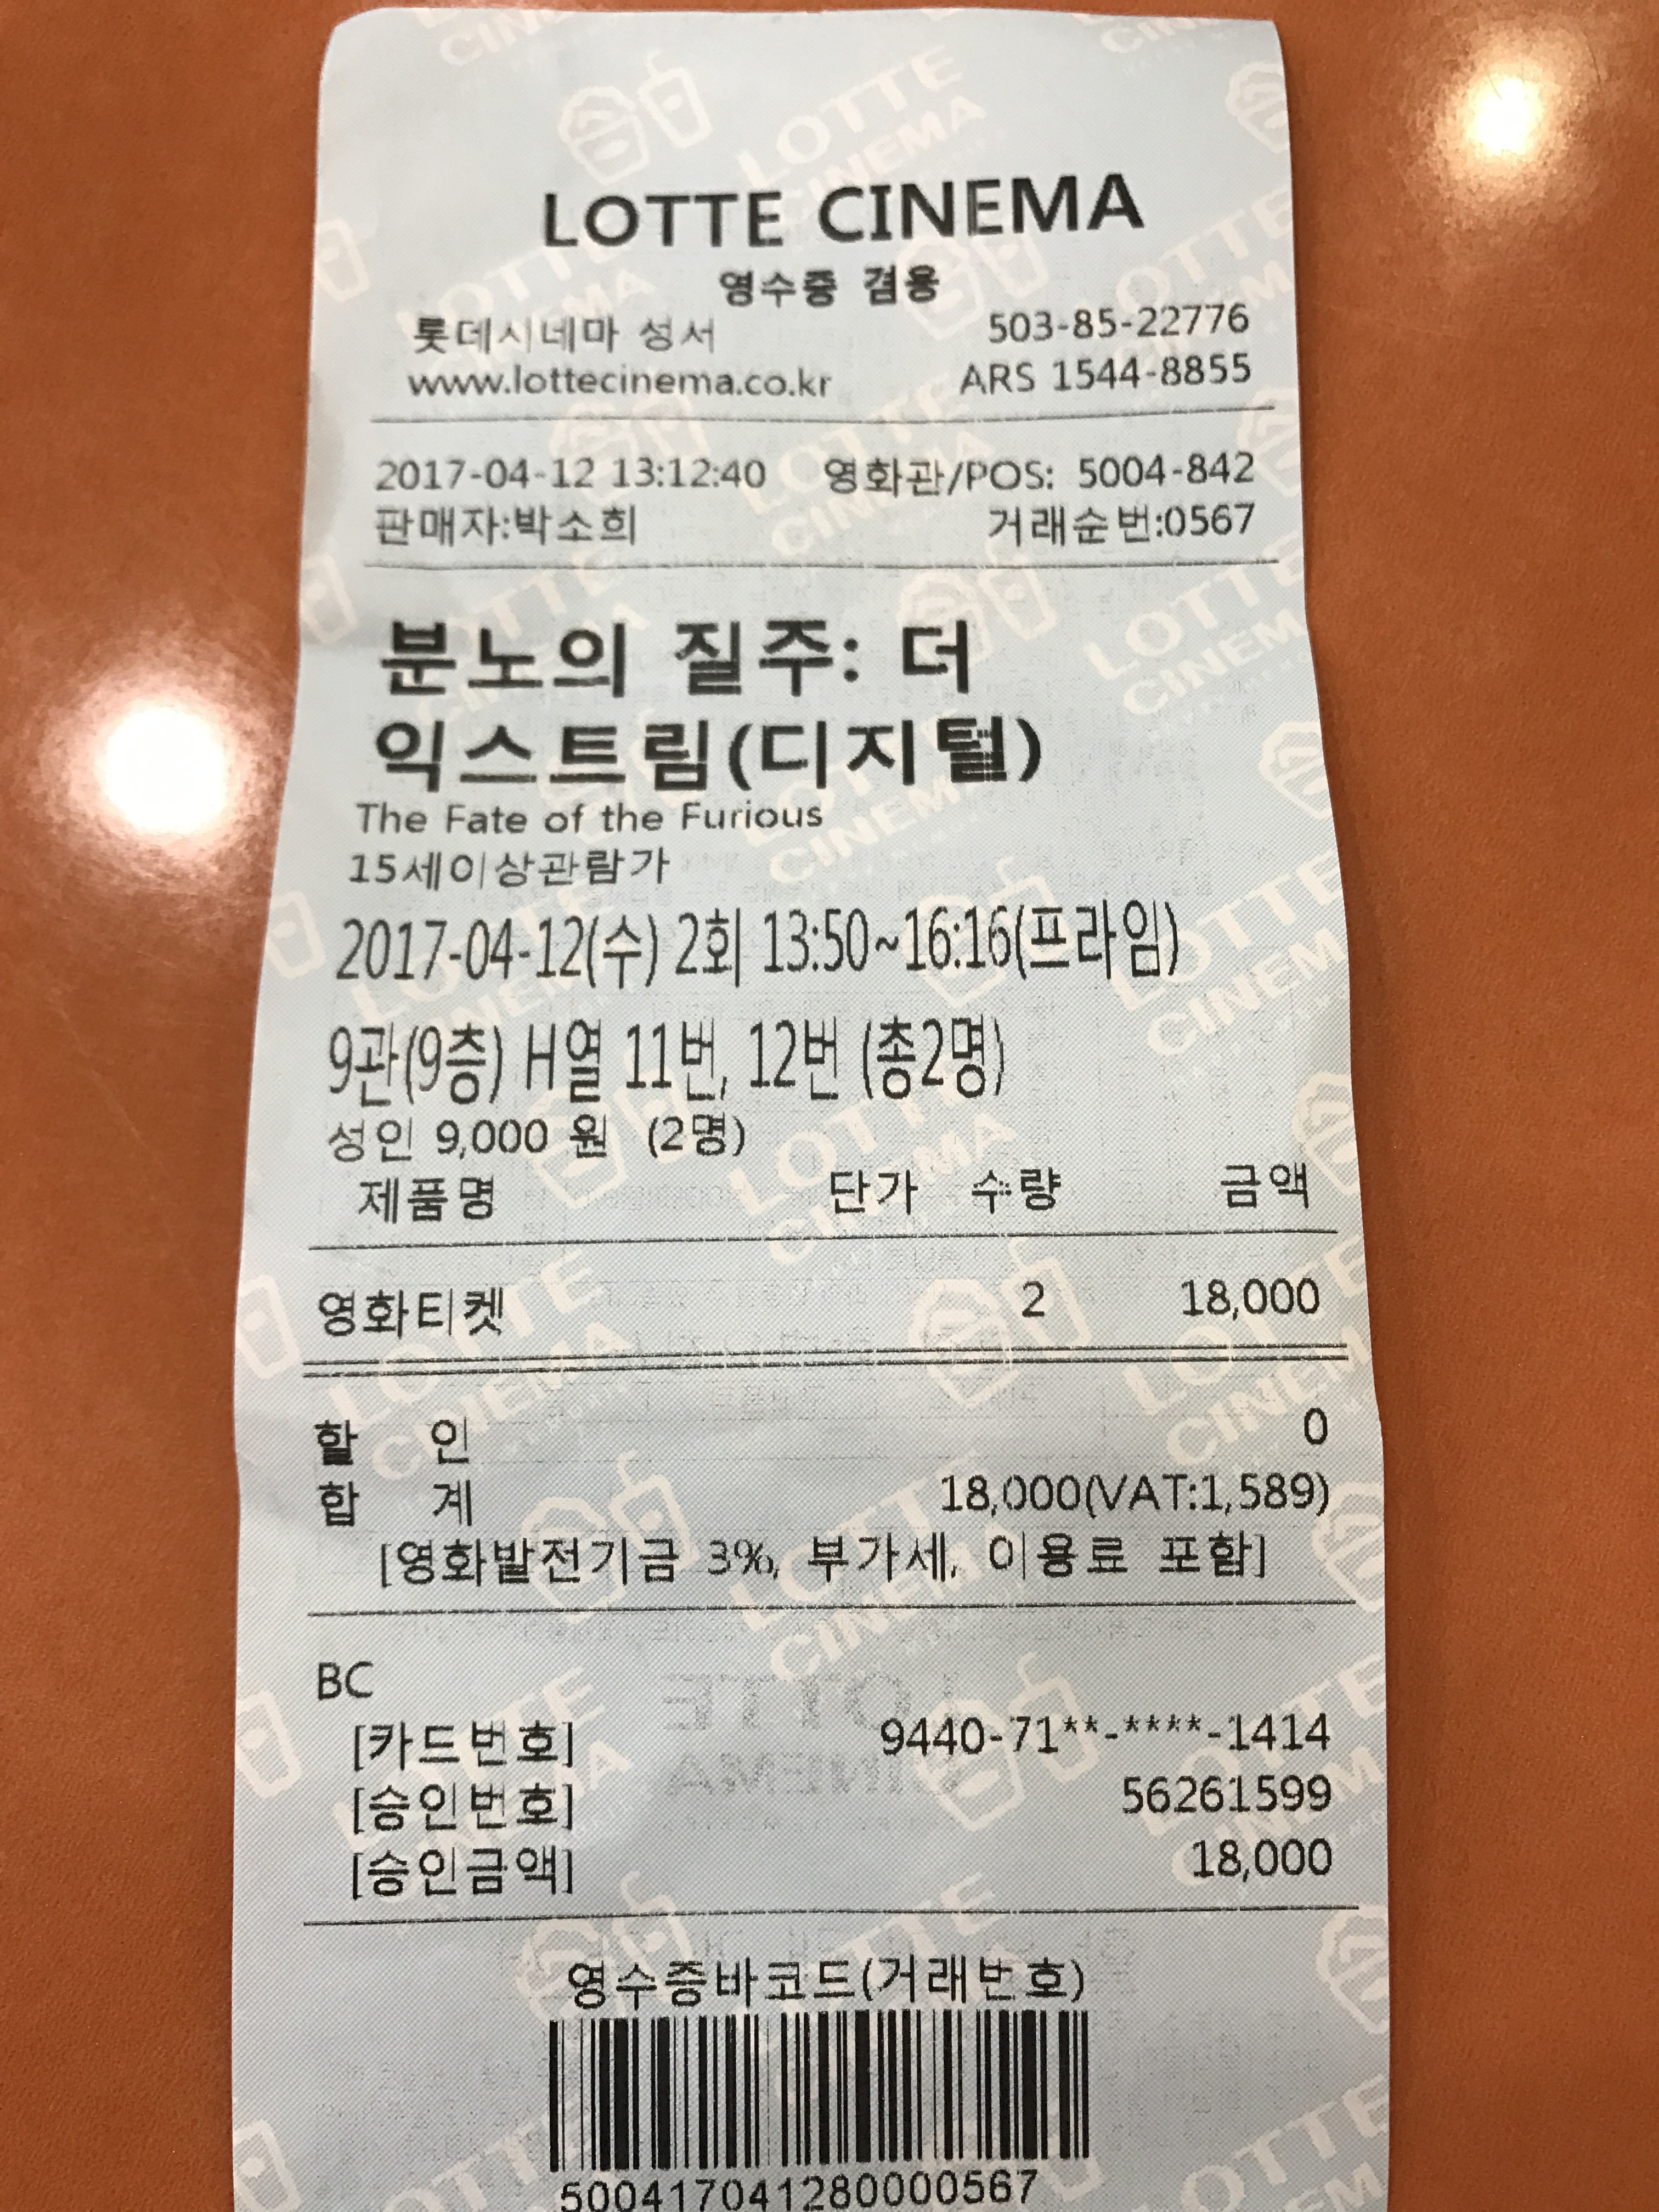 LOTTE CINEMA
영수증 겸용
롯데시네마 성서 503-85-22776
www.lottecinema.co.kr ARS 1544-8855
2017-04-12 13:12:40 영화관/POS: 5004-842
판매자:박소희 거래순번:0567
분노의 질주: 더
익스트림(디지털)
The Fate of the Furious
15세이상관람가
2017-04-12(수) 2회 13:50~16:16(프라임)
9관(9층) H열 11번, 12번 (총2명)
성인 9,000 원 (2명)
제품명 단가 수량 금액
영화티켓 2 18,000
할 인 0
합 계 18,000(VAT:1,589)
[영화발전기금 3%, 부가세, 이용료 포함]
BC
[카드번호] 9440-71**-****-1414
[승인번호] 56261599
[승인금액] 18,000
영수증바코드(거래번호)
500417041280000567